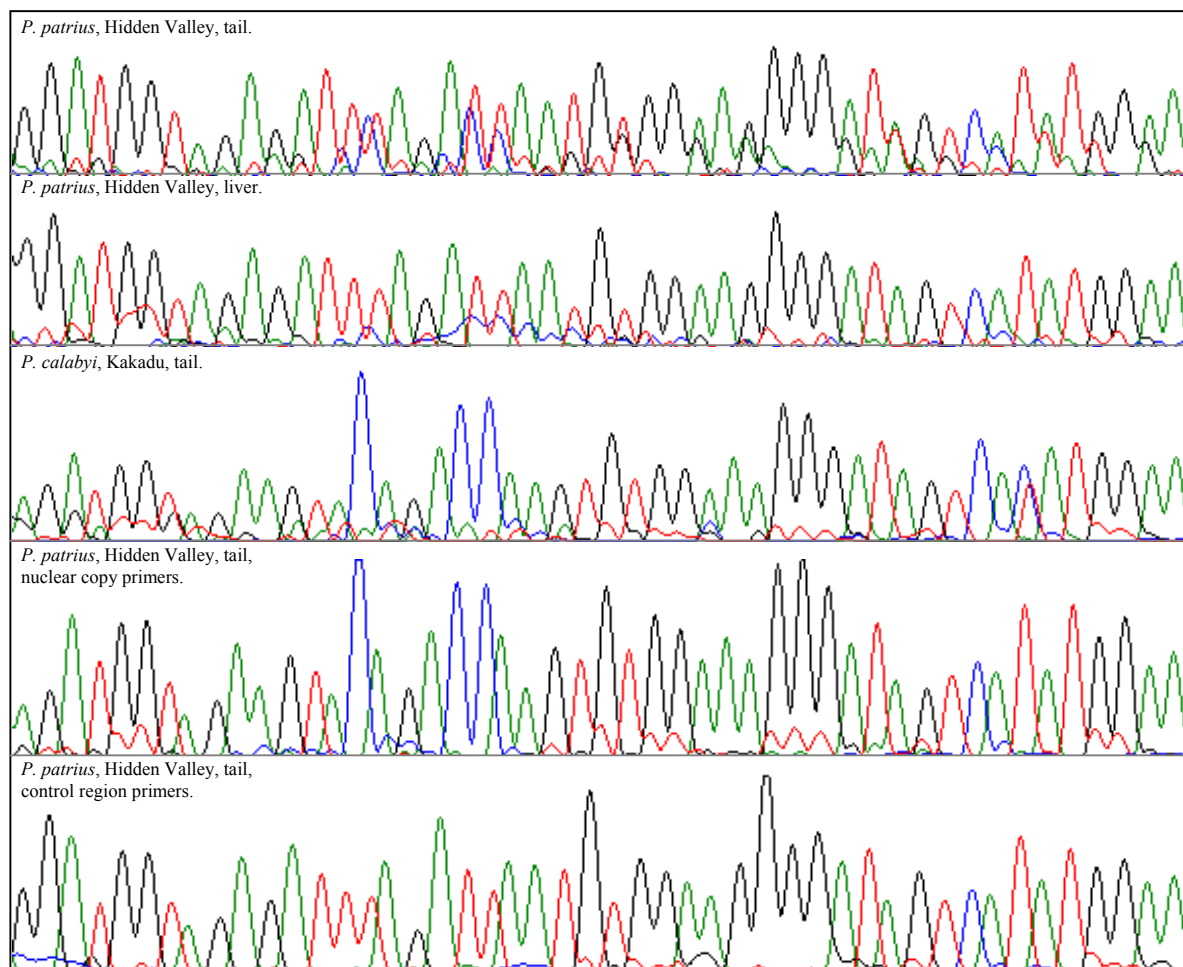 P. patrius, Hidden Valley, tail.
P. patrius, Hidden Valley, liver.
P. calabyi, Kakadu, tail.
P. patrius, Hidden Valley, tail,
nuclear copy primers.
P. patrius, Hidden Valley, tail,
control region primers.